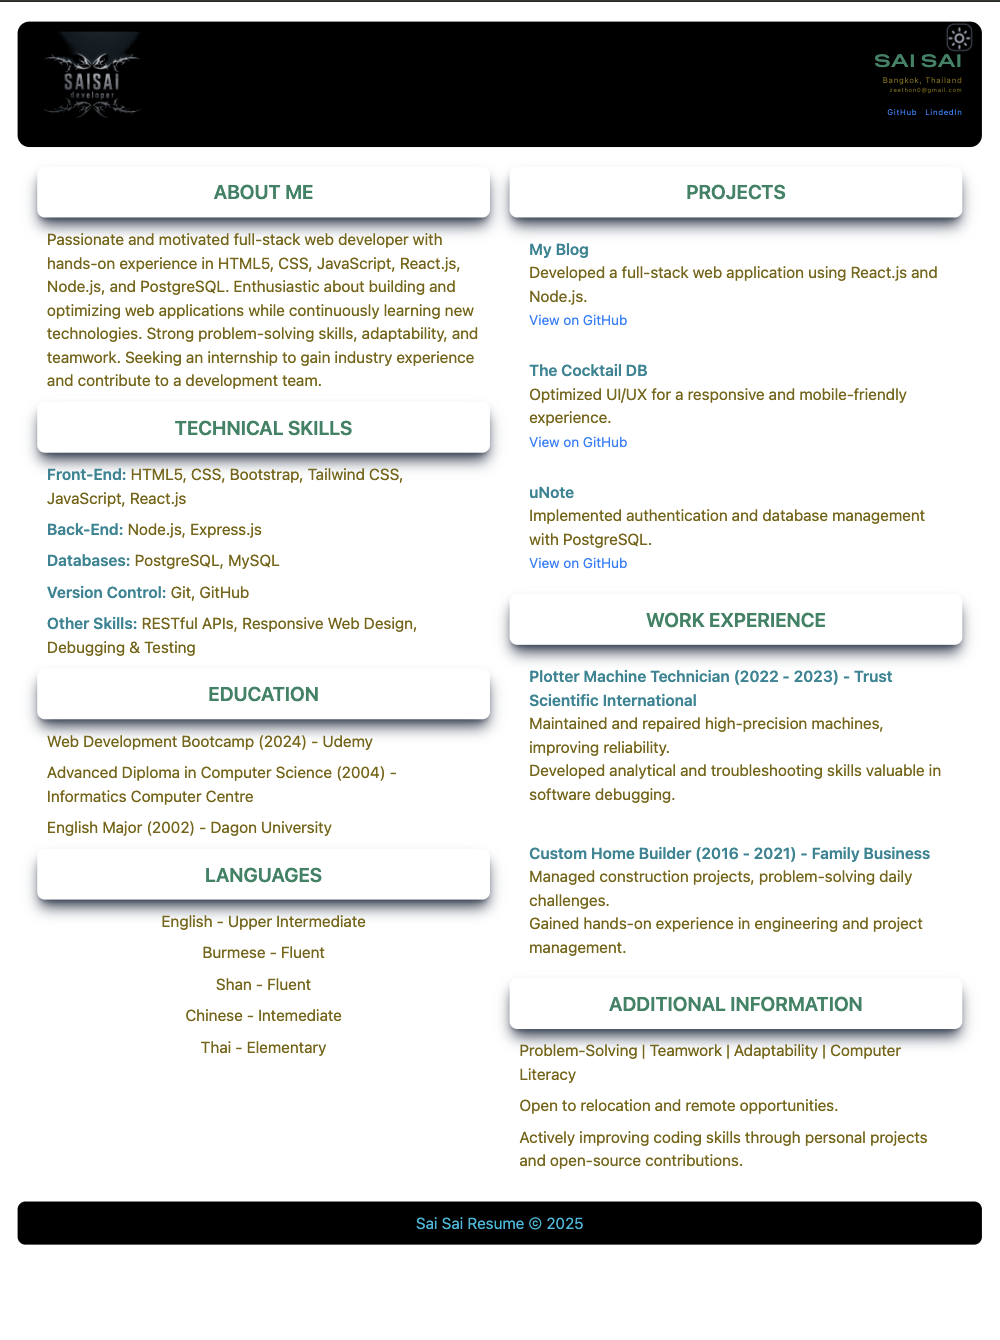 SAISAI
developer
SAI SAI
Bangkok, Thailand
zeethon0@gmail.com
GitHub LindedIn
ABOUT ME
Passionate and motivated full-stack web developer with
hands-on experience in HTML5, CSS, JavaScript, React.js,
Node.js, and PostgreSQL. Enthusiastic about building and
optimizing web applications while continuously learning new
technologies. Strong problem-solving skills, adaptability, and
teamwork. Seeking an internship to gain industry experience
and contribute to a development team.
TECHNICAL SKILLS
Front-End: HTML5, CSS, Bootstrap, Tailwind CSS,
JavaScript, React.js
Back-End: Node.js, Express.js
Databases: PostgreSQL, MySQL
Version Control: Git, GitHub
Other Skills: RESTful APIs, Responsive Web Design,
Debugging & Testing
EDUCATION
Web Development Bootcamp (2024) - Udemy
Advanced Diploma in Computer Science (2004) -
Informatics Computer Centre
English Major (2002) - Dagon University
LANGUAGES
English - Upper Intermediate
Burmese - Fluent
Shan - Fluent
Chinese - Intemediate
Thai - Elementary
PROJECTS
My Blog
Developed a full-stack web application using React.js and
Node.js.
View on GitHub
The Cocktail DB
Optimized UI/UX for a responsive and mobile-friendly
experience.
View on GitHub
uNote
Implemented authentication and database management
with PostgreSQL.
View on GitHub
WORK EXPERIENCE
Plotter Machine Technician (2022 - 2023) - Trust
Scientific International
Maintained and repaired high-precision machines,
improving reliability.
Developed analytical and troubleshooting skills valuable in
software debugging.
Custom Home Builder (2016 - 2021) - Family Business
Managed construction projects, problem-solving daily
challenges.
Gained hands-on experience in engineering and project
management.
ADDITIONAL INFORMATION
Problem-Solving | Teamwork | Adaptability | Computer
Literacy
Open to relocation and remote opportunities.
Actively improving coding skills through personal projects
and open-source contributions.
Sai Sai Resume © 2025